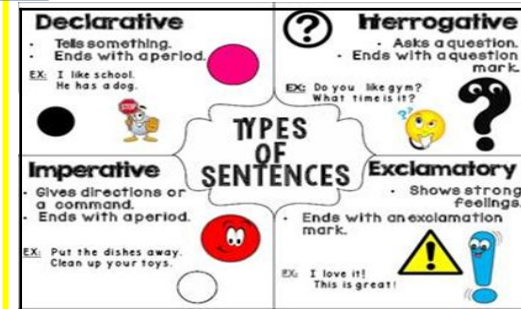 Declarative
· Tells something.
· Ends with a period.
EX: I like school.
He has a dog.
STOP
Interrogative
· Asks a question.
· Ends with a question
mark.
EX: Do you like gym?
What time is it?
TYPES
OF
SENTENCES
Imperative
· Gives directions or
a command.
· Ends with a period.
EX: Put the dishes away.
Clean up your toys.
Exclamatory
· Shows strong
feelings.
· Ends with an exclamation
mark.
EX: I love it!
This is great!